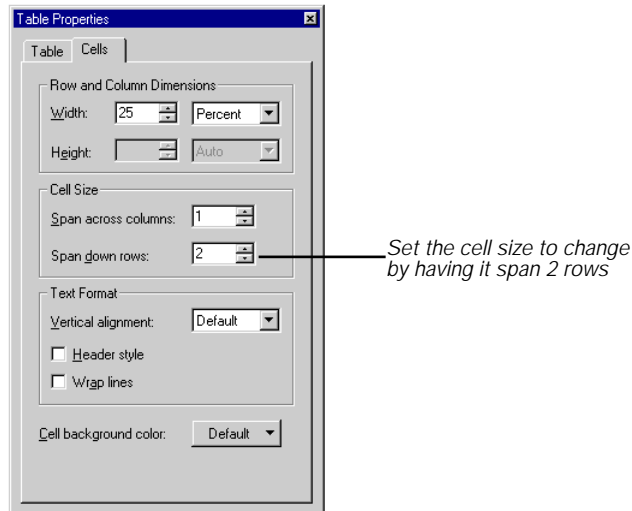 Table Properties
Table Cells
Row and Column Dimensions
Width: 25 Percent
Height: Auto
Cell Size
Span across columns: 1
Span down rows: 2
Set the cell size to change
by having it span 2 rows
Text Format
Vertical alignment: Default
Header style
Wrap lines
Cell background color: Default